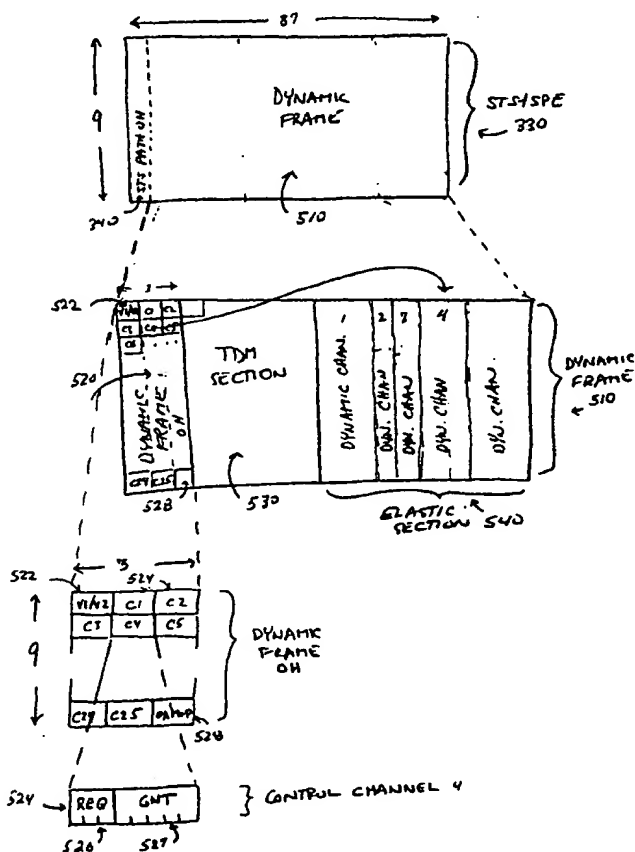 87
9
STS PATH OH
DYNAMIC
FRAME
STS-1 SPE
330
340
510
3
522
V1/V2
C2
C3
C4
C5
C6
520
DYNAMIC
FRAME
OH
C24
C25
528
TDM
SECTION
530
1
2
3
4
DYNAMIC CHAN.
DYN. CHAN
DYN. CHAN
DYN. CHAN
DYN. CHAN.
ELASTIC
SECTION 540
DYNAMIC
FRAME
510
3
522
524
9
V1/V2
C1
C2
C3
C4
C5
C24
C25
528
DYNAMIC
FRAME
OH
524
REQ
GNT
CONTROL CHANNEL 4
526
527